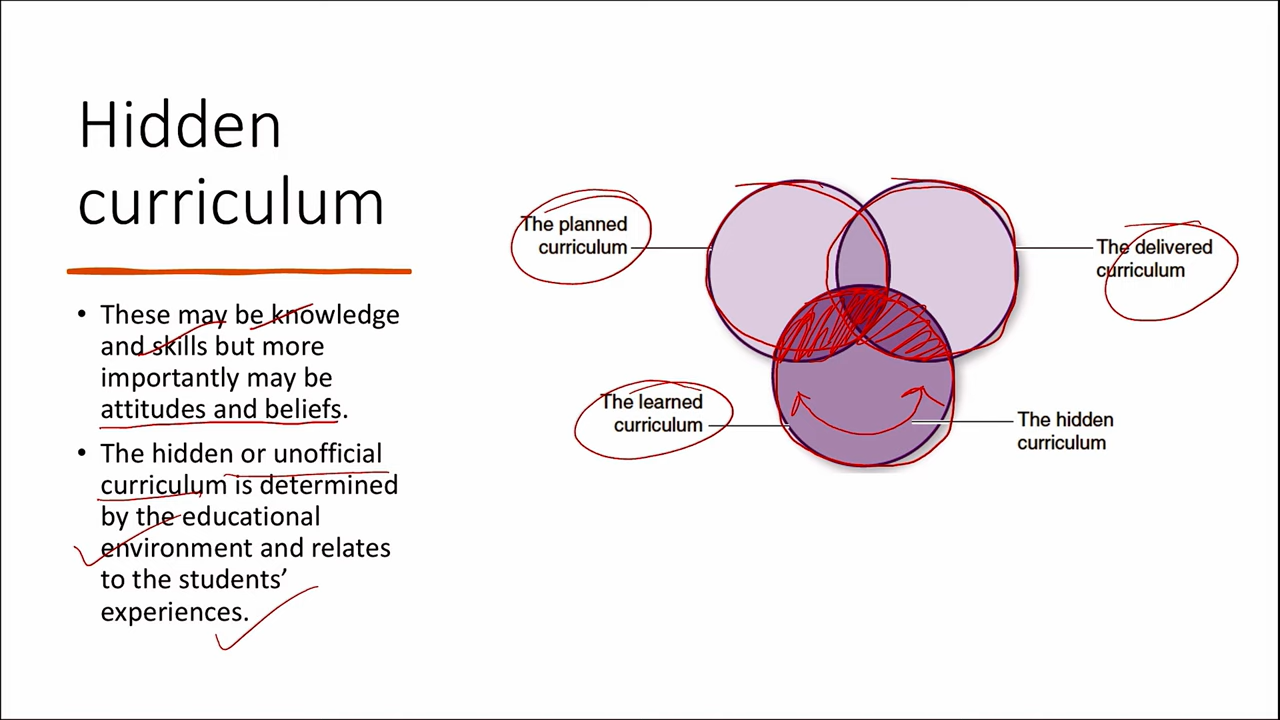 Hidden
curriculum
• These may be knowledge
and skills but more
importantly may be
attitudes and beliefs.
• The hidden or unofficial
curriculum is determined
by the educational
environment and relates
to the students’
experiences.
The planned
curriculum
The delivered
curriculum
The learned
curriculum
The hidden
curriculum